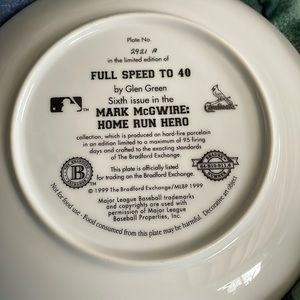 Plate No.
2921 A
in the limited edition of
FULL SPEED TO 40
by Glen Green
Sixth issue in the
MARK McGWIRE:
HOME RUN HERO
collection, which is produced on hard-fire porcelain
in an edition limited to a maximum of 95 firing
days and crafted to the exacting standards
of The Bradford Exchange.
This plate is officially listed
for trading on the Bradford Exchange.
B
© 1999 The Bradford Exchange/MLBP 1999
Major League Baseball trademarks
and copyrights are used with
permission of Major League
Baseball Properties, Inc.
Not for food use. Food consumed from this plate may be harmful. Decorative art object.